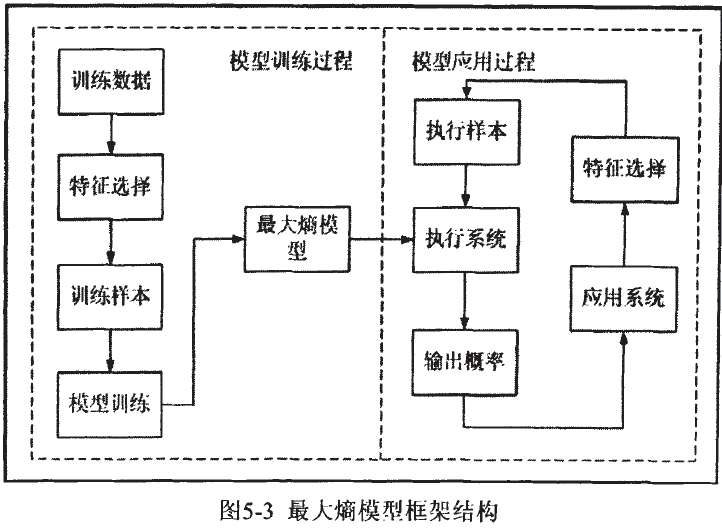 模型训练过程
训练数据
特征选择
训练样本
模型训练
最大熵模
型
模型应用过程
执行样本
执行系统
输出概率
特征选择
应用系统
图5-3 最大熵模型框架结构